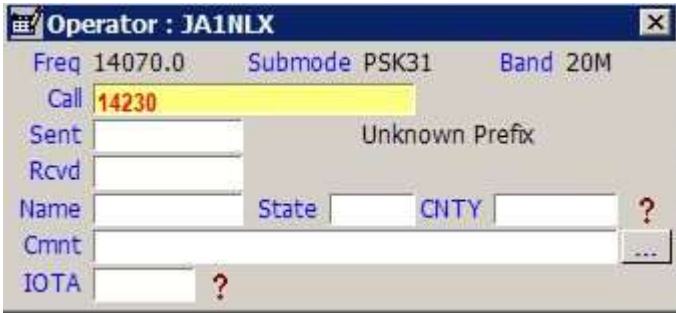 Operator : JA1NLX
Freq 14070.0 Submode PSK31 Band 20M
Call 14230
Sent Unknown Prefix
Rcvd
Name State CNTY ?
Cmnt ...
IOTA ?